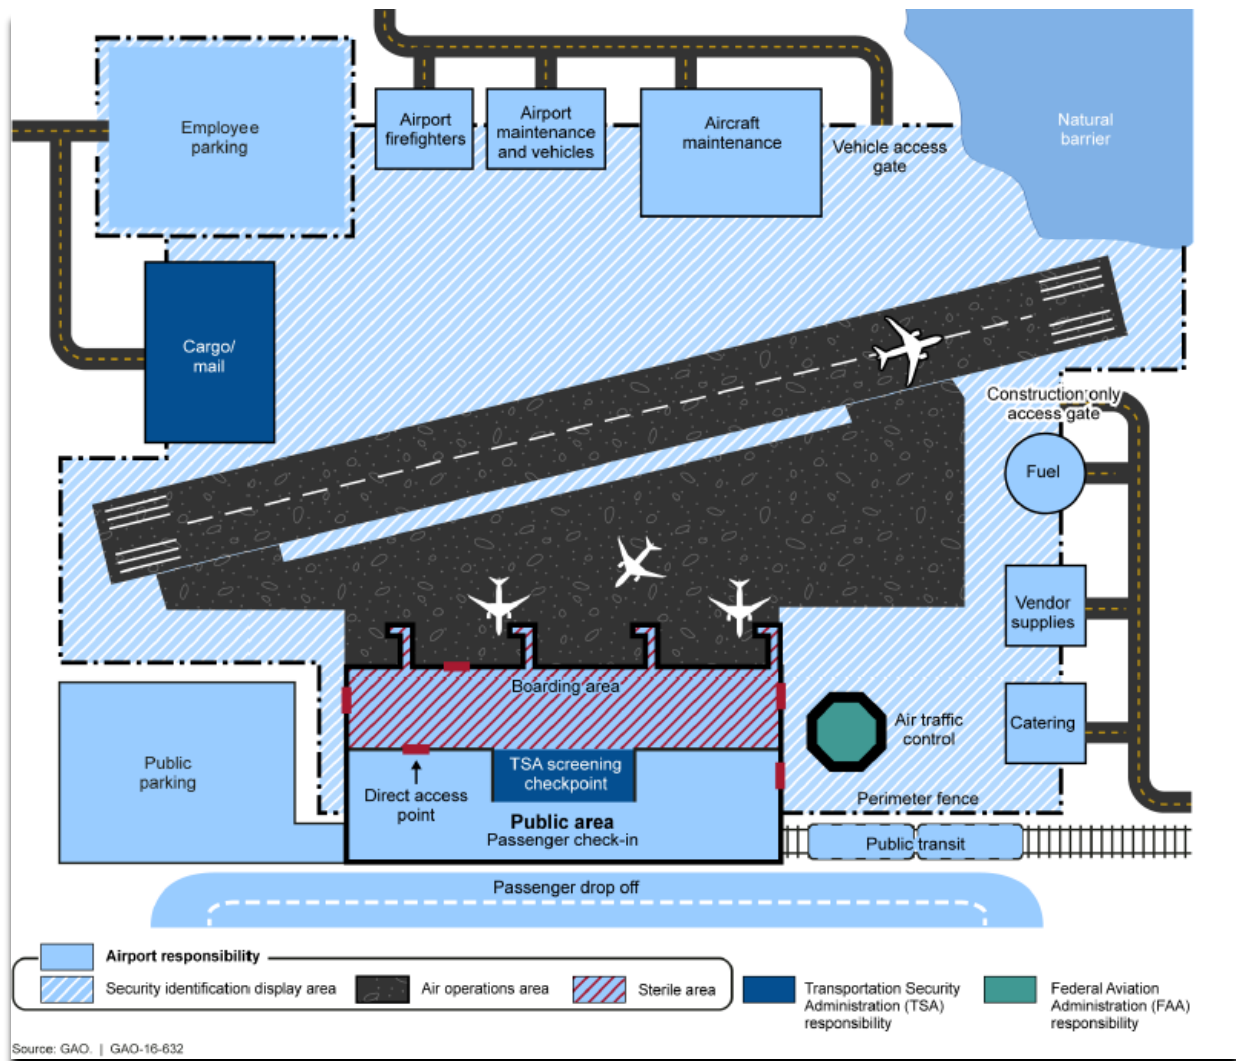 Employee
parking
Airport
firefighters
Airport
maintenance
and vehicles
Aircraft
maintenance
Vehicle access
gate
Natural
barrier
Cargo/
mail
Construction only
access gate
Fuel
Vendor
supplies
Boarding area
Catering
Air traffic
control
TSA screening
checkpoint
Public
parking
Direct access
point
Perimeter fence
Public area
Passenger check-in
Public transit
Passenger drop off
Airport responsibility
Security identification display area
Air operations area
Sterile area
Transportation Security
Administration (TSA)
responsibility
Federal Aviation
Administration (FAA)
responsibility
Source: GAO. | GAO-16-632